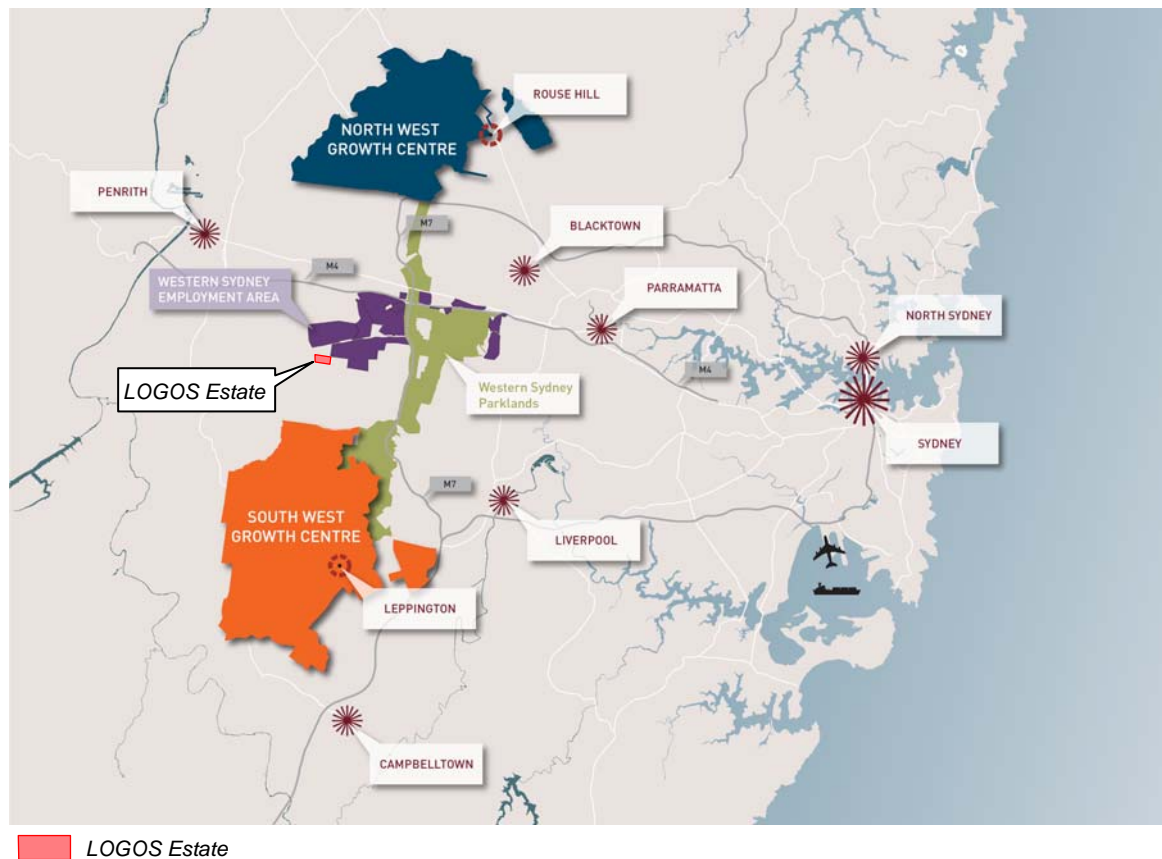 ROUSE HILL
NORTH WEST
GROWTH CENTRE
PENRITH
M7
BLACKTOWN
M4
WESTERN SYDNEY
EMPLOYMENT AREA
PARRAMATTA
NORTH SYDNEY
LOGOS Estate
M4
Western Sydney
Parklands
SYDNEY
M7
SOUTH WEST
GROWTH CENTRE
LIVERPOOL
LEPPINGTON
CAMPBELLTOWN
LOGOS Estate